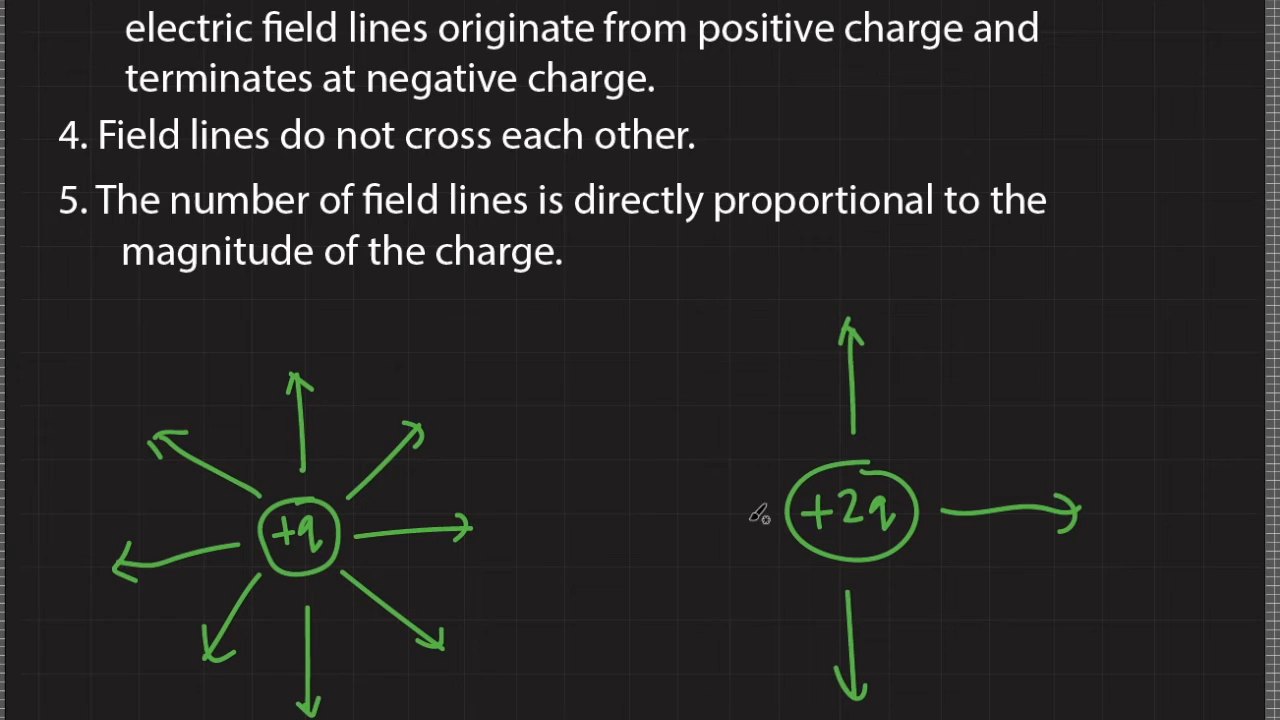 electric field lines originate from positive charge and
terminates at negative charge.
4. Field lines do not cross each other.
5. The number of field lines is directly proportional to the
magnitude of the charge.
+q
+2q